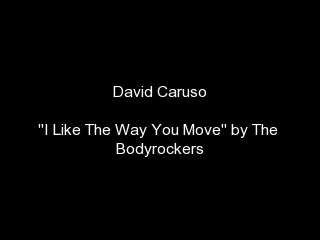 David Caruso
"I Like The Way You Move" by The
Bodyrockers